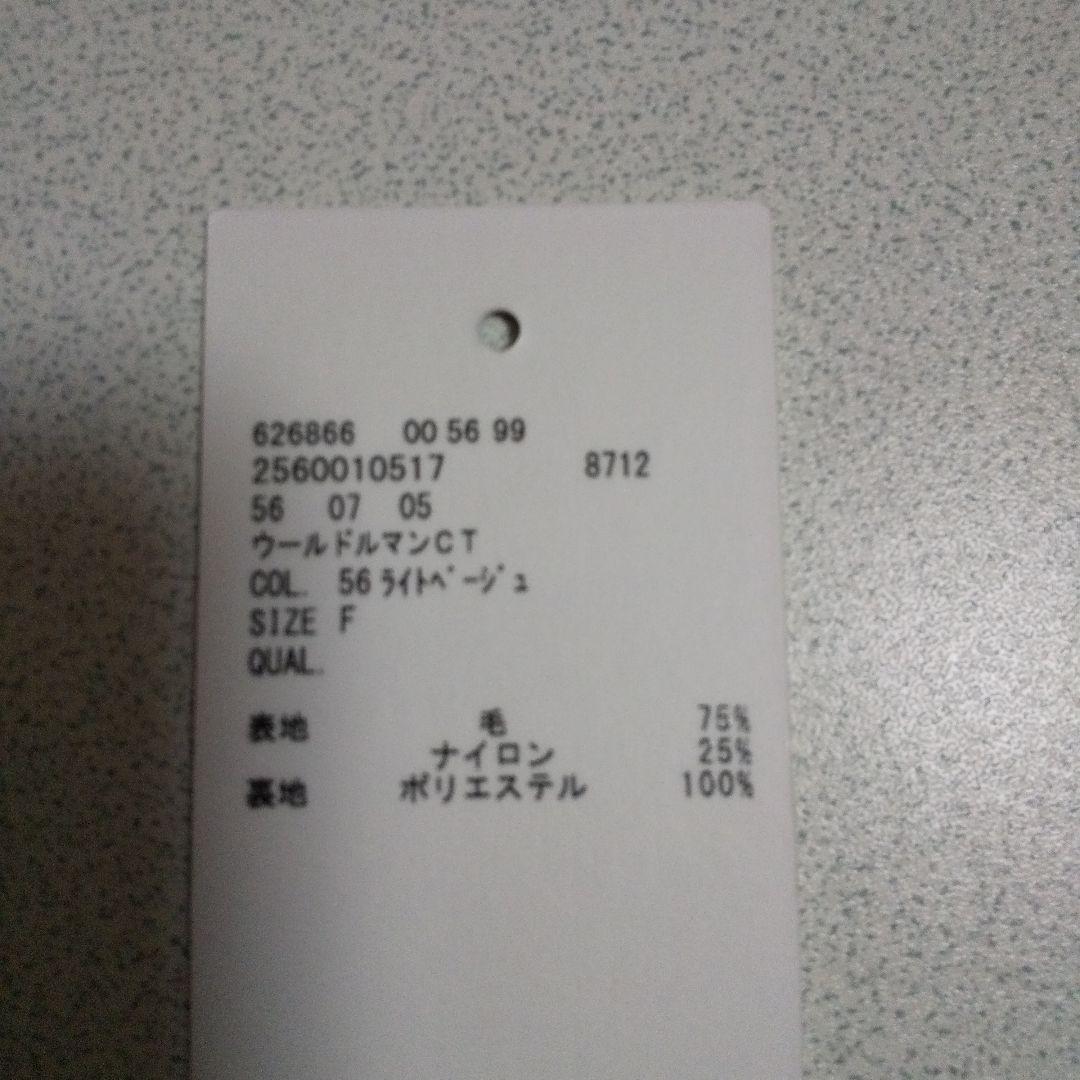 626866 00 56 99
2560010517 8712
56 07 05
ウールドルマンCT
COL. 56 ﾗｲﾄﾍﾞｰｼﾞｭ
SIZE F
QUAL.
表地 毛 75%
ナイロン 25%
裏地 ポリエステル 100%